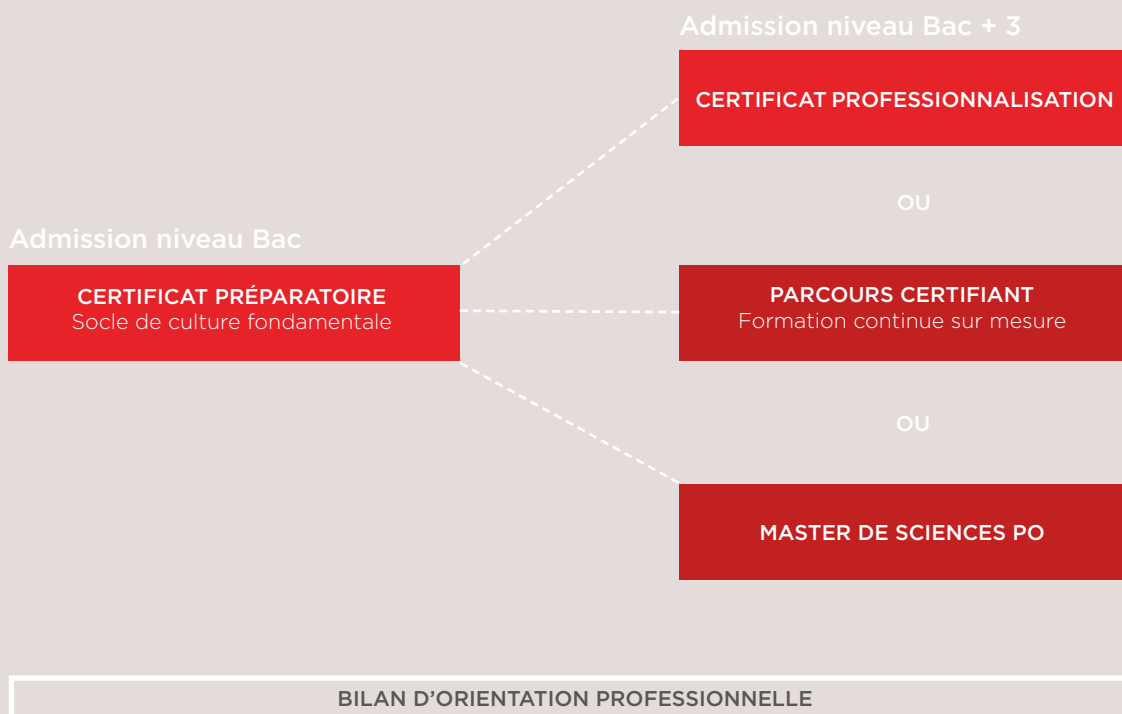 Admission niveau Bac + 3
CERTIFICAT PROFESSIONNALISATION
OU
Admission niveau Bac
CERTIFICAT PRÉPARATOIRE
Socle de culture fondamentale
PARCOURS CERTIFIANT
Formation continue sur mesure
OU
MASTER DE SCIENCES PO
BILAN D’ORIENTATION PROFESSIONNELLE